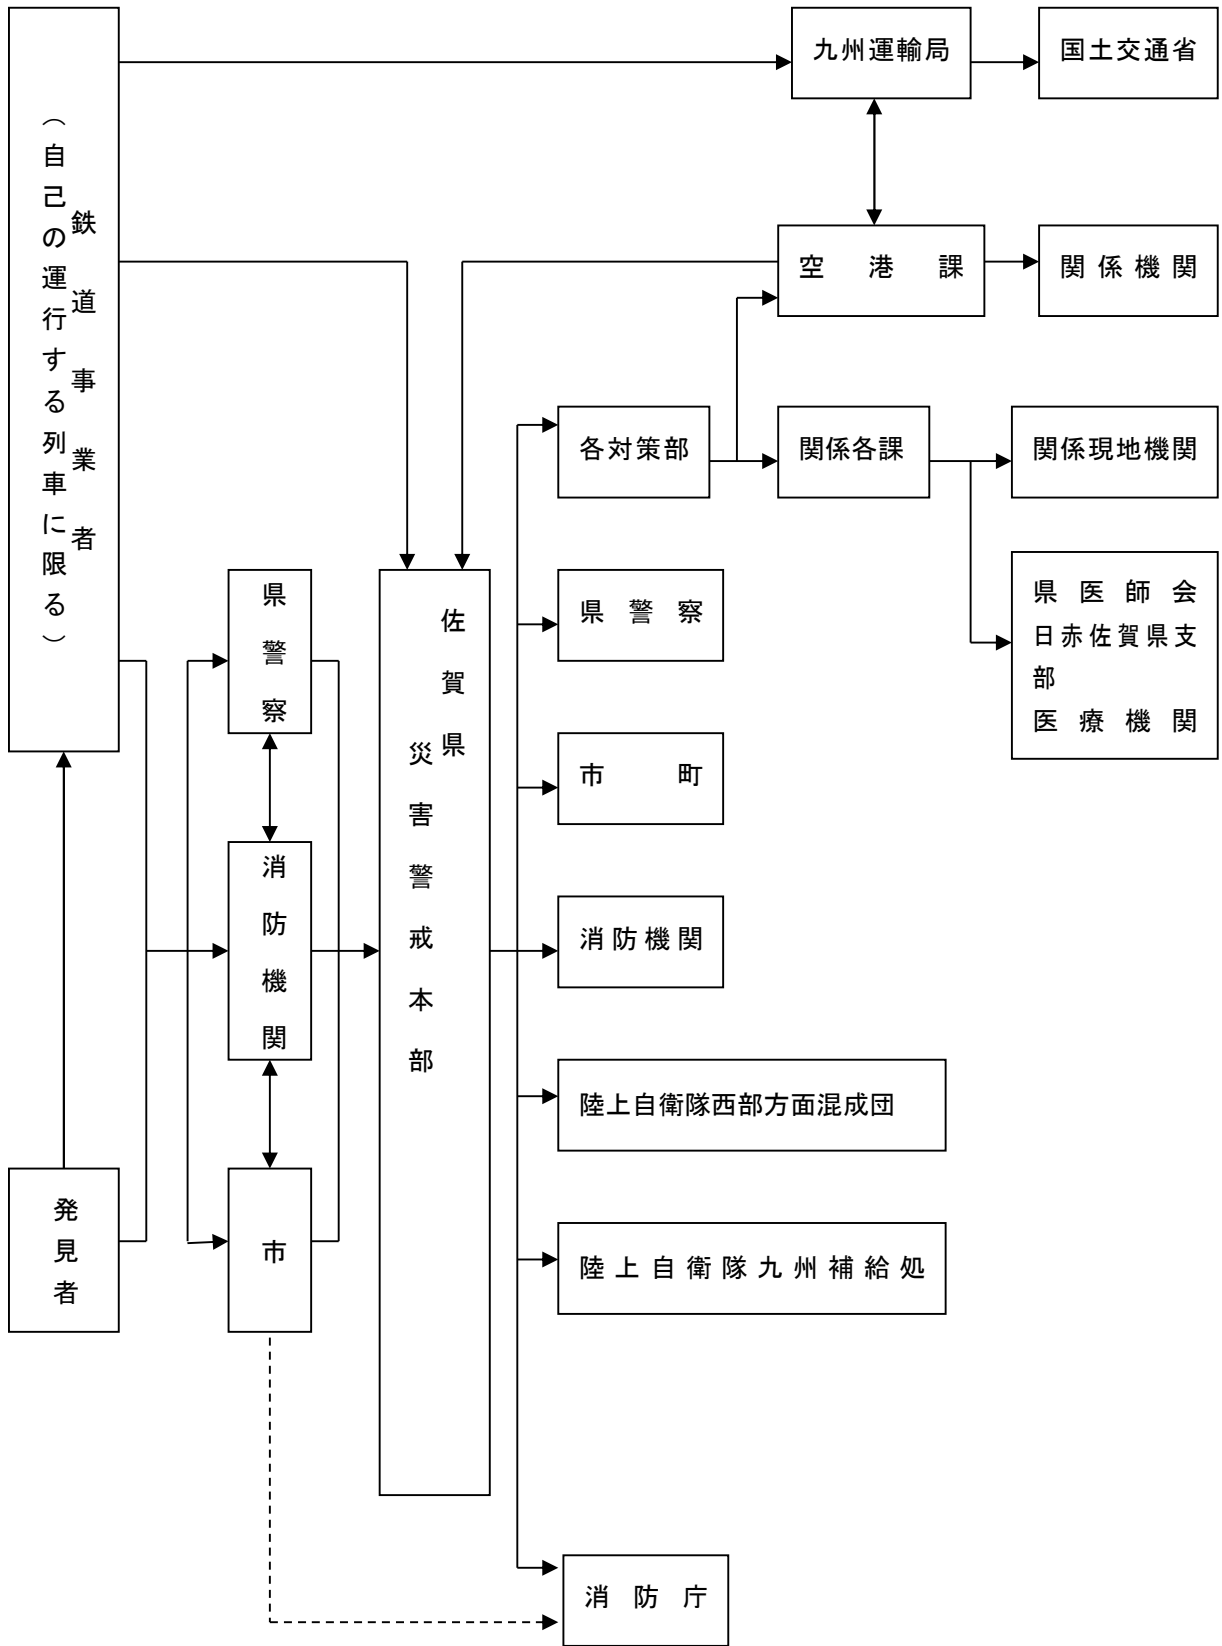 九州運輸局
国土交通省
鉄道事業者
（自己の運行する列車に限る）
空港課
関係機関
各対策部
関係各課
関係現地機関
県医師会
日赤佐賀県支
部
医療機関
県警察
消防機関
市
発見者
佐賀県
災害警戒本部
県警察
市町
消防機関
陸上自衛隊西部方面混成団
陸上自衛隊九州補給処
消防庁